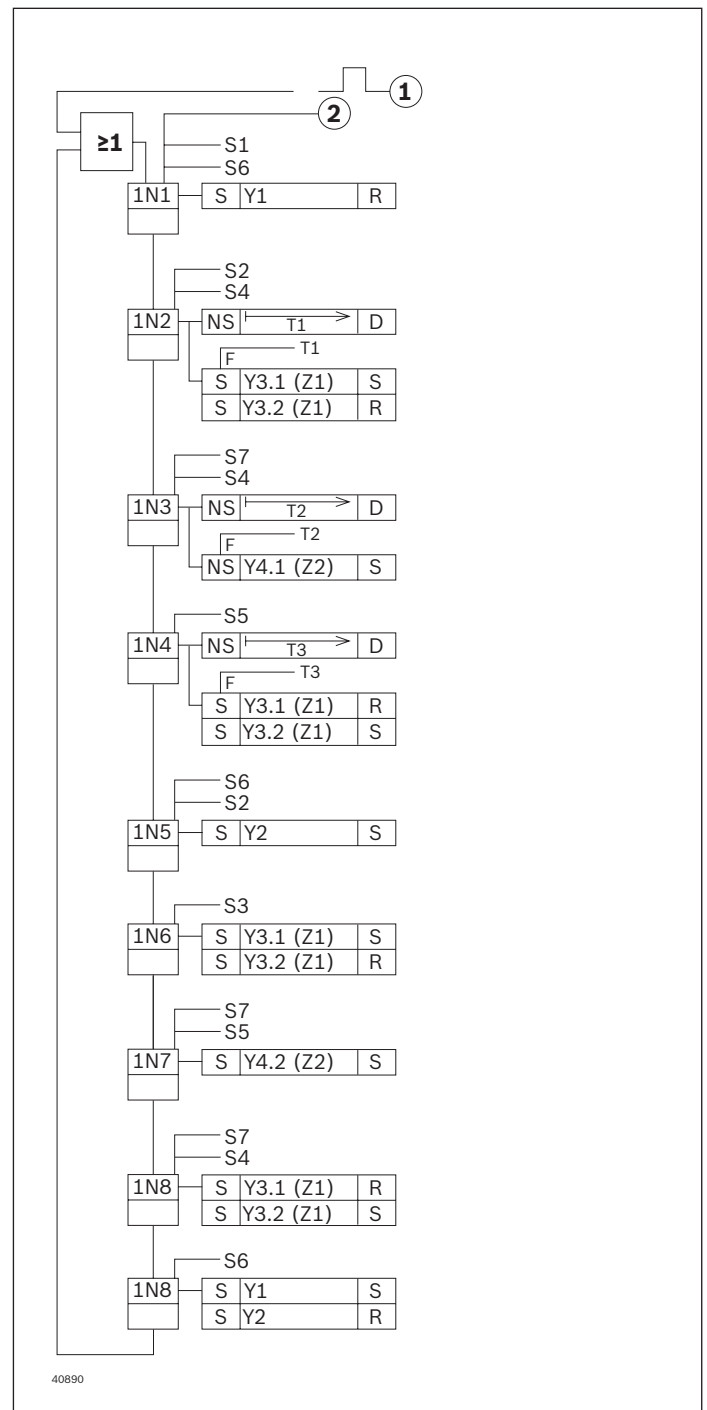 1
2
≥1
S1
S6
1N1 S Y1 R
S2
S4
1N2 NS T1 D
F T1
S Y3.1 (Z1) S
S Y3.2 (Z1) R
S7
S4
1N3 NS T2 D
F T2
NS Y4.1 (Z2) S
S5
1N4 NS T3 D
F T3
S Y3.1 (Z1) R
S Y3.2 (Z1) S
S6
S2
1N5 S Y2 S
S3
1N6 S Y3.1 (Z1) S
S Y3.2 (Z1) R
S7
S5
1N7 S Y4.2 (Z2) S
S7
S4
1N8 S Y3.1 (Z1) R
S Y3.2 (Z1) S
S6
1N8 S Y1 S
S Y2 R
40890